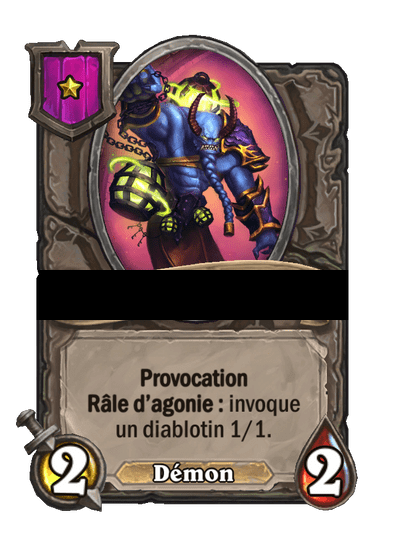 Provocation
Râle d'agonie : invoque
un diablotin 1/1.
2
Démon
2